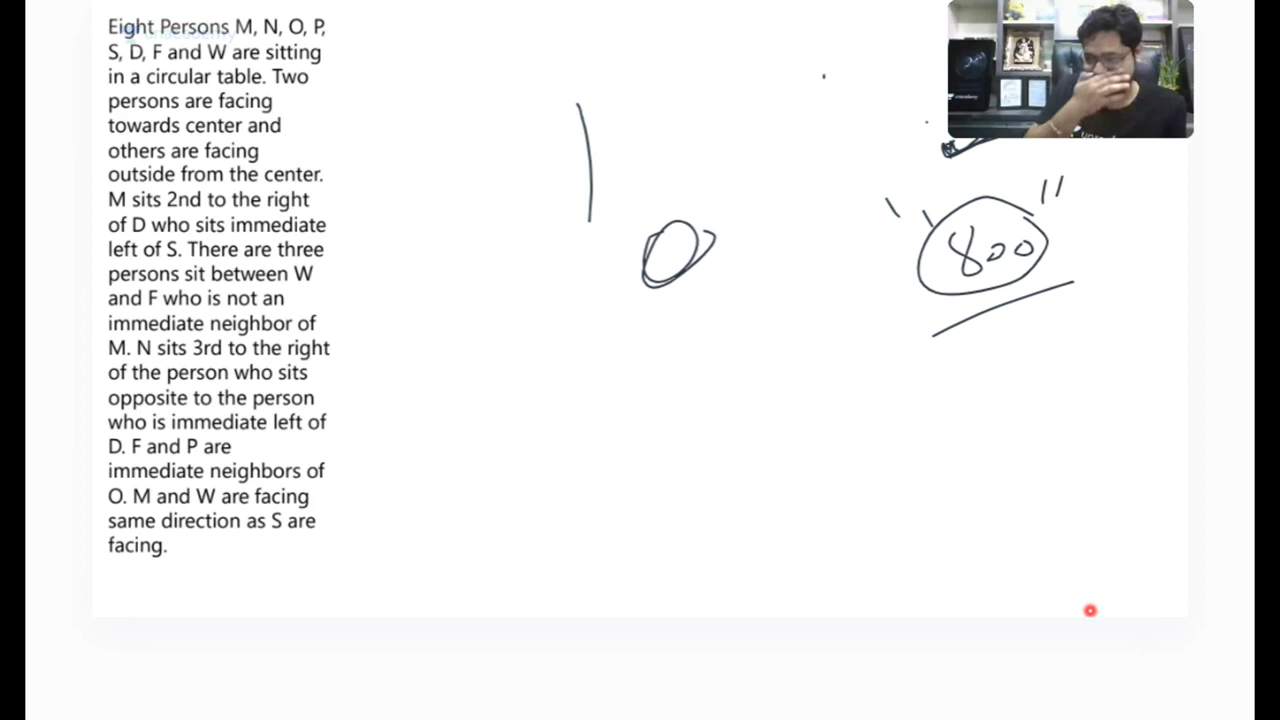 Eight Persons M, N, O, P,
S, D, F and W are sitting
in a circular table. Two
persons are facing
towards center and
others are facing
outside from the center.
M sits 2nd to the right
of D who sits immediate
left of S. There are three
persons sit between W
and F who is not an
immediate neighbor of
M. N sits 3rd to the right
of the person who sits
opposite to the person
who is immediate left of
D. F and P are
immediate neighbors of
O. M and W are facing
same direction as S are
facing.
800